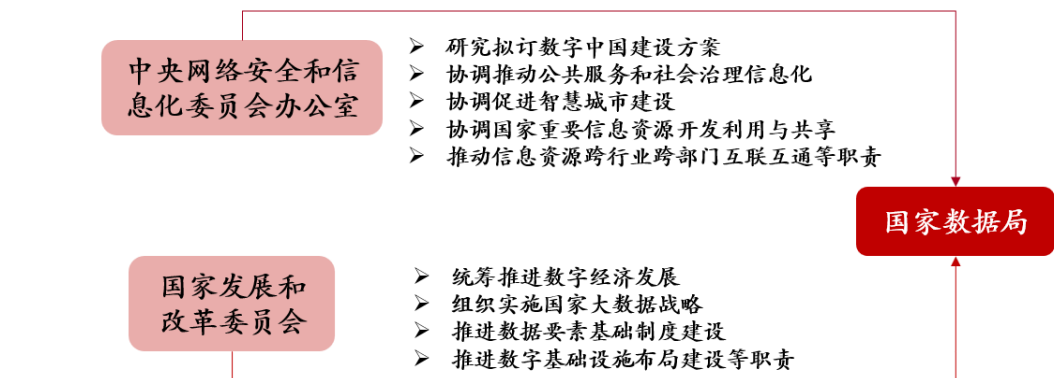 中央网络安全和信
息化委员会办公室
➢ 研究拟订数字中国建设方案
➢ 协调推动公共服务和社会治理信息化
➢ 协调促进智慧城市建设
➢ 协调国家重要信息资源开发利用与共享
➢ 推动信息资源跨行业跨部门互联互通等职责
国家数据局
国家发展和
改革委员会
➢ 统筹推进数字经济发展
➢ 组织实施国家大数据战略
➢ 推进数据要素基础制度建设
➢ 推进数字基础设施布局建设等职责